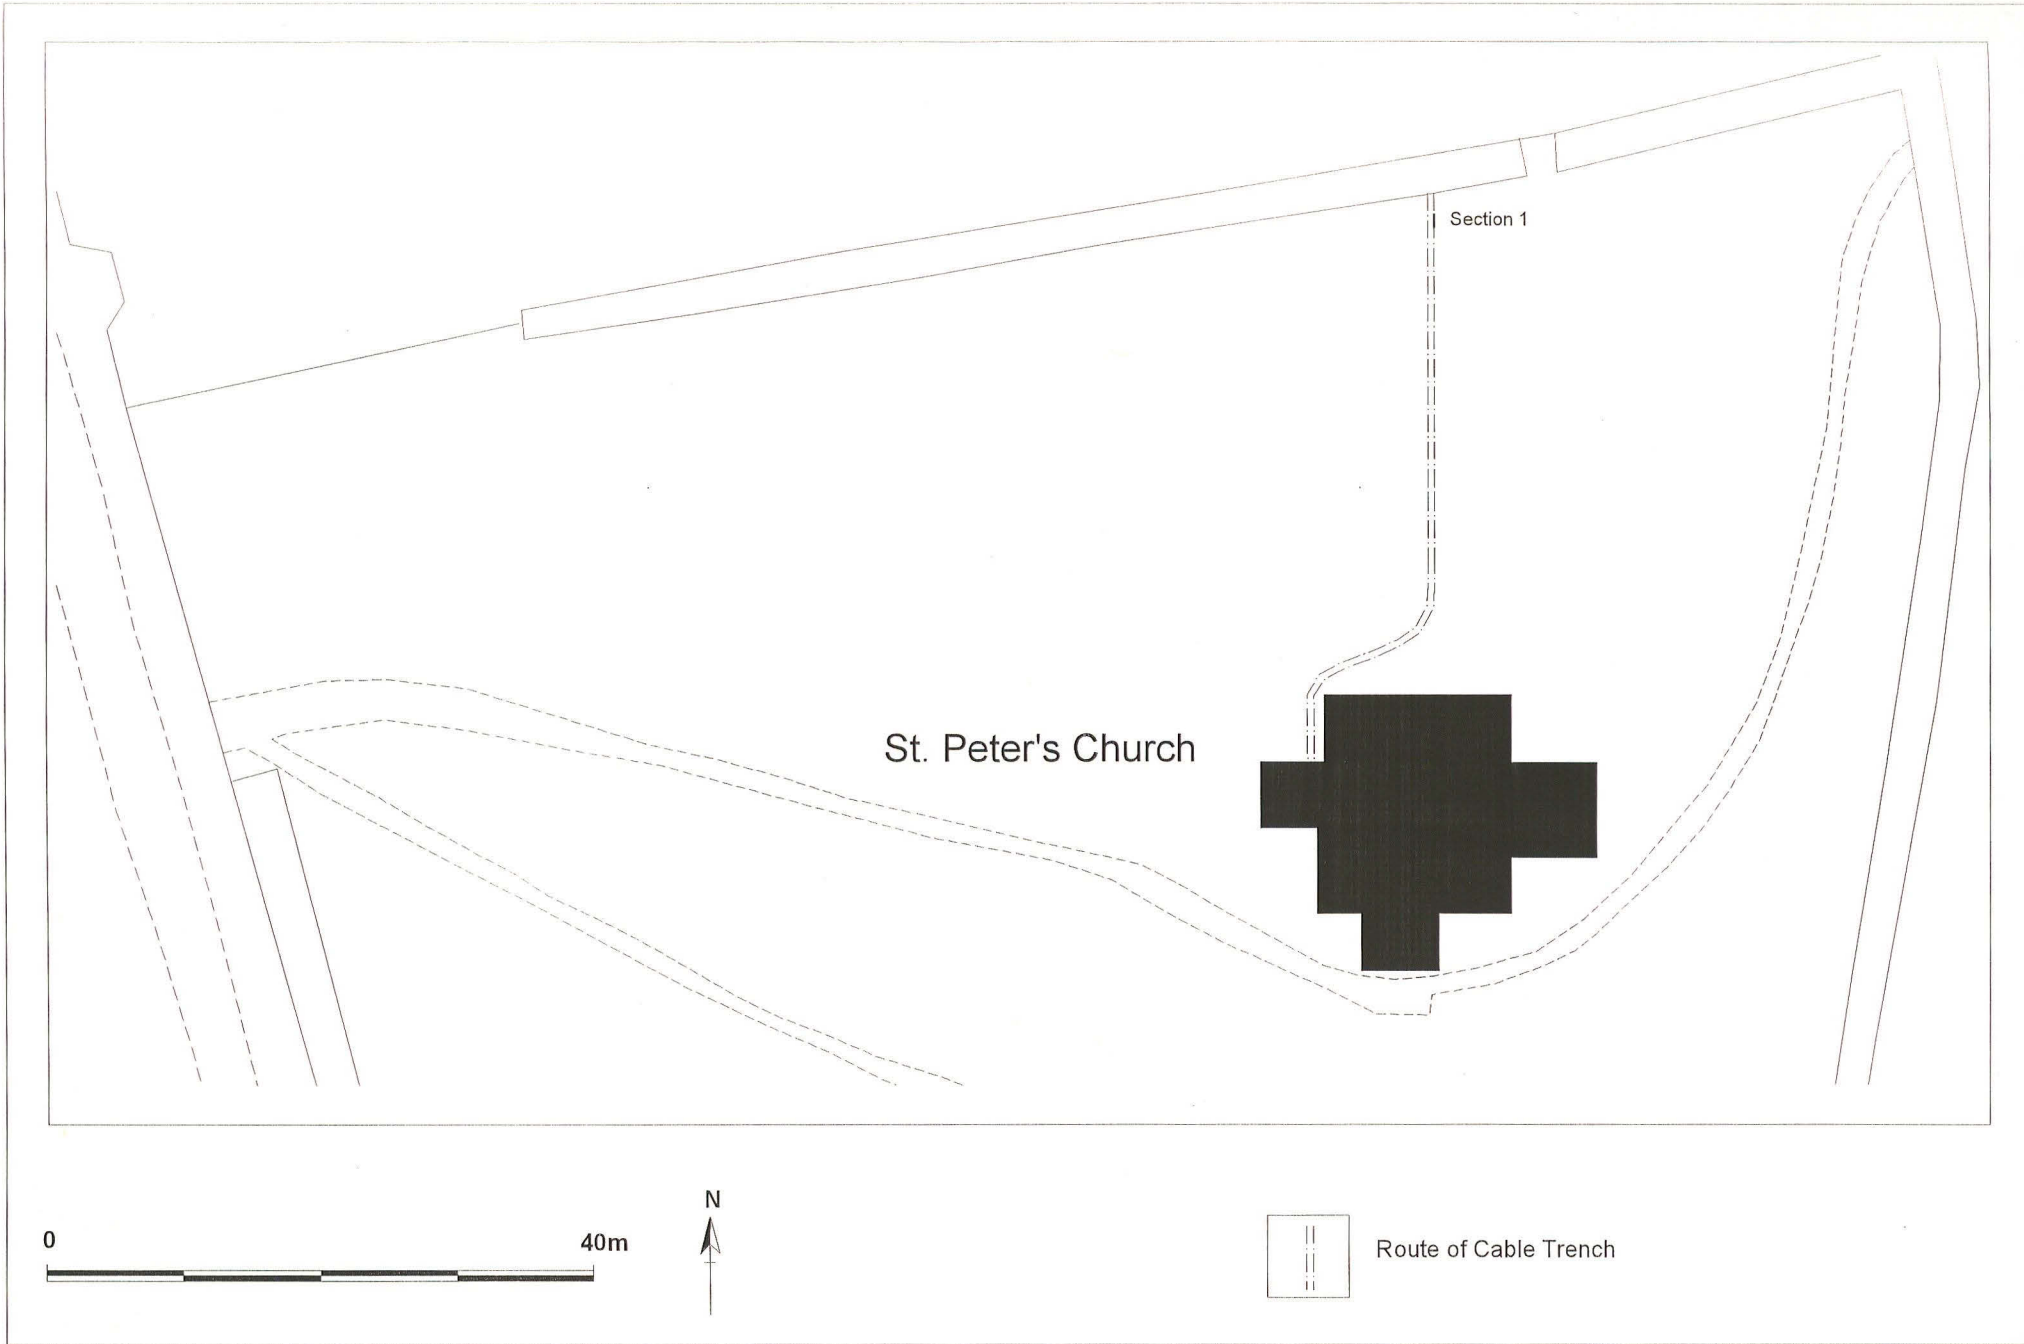 Section 1
St. Peter's Church
N
0
40m
Route of Cable Trench